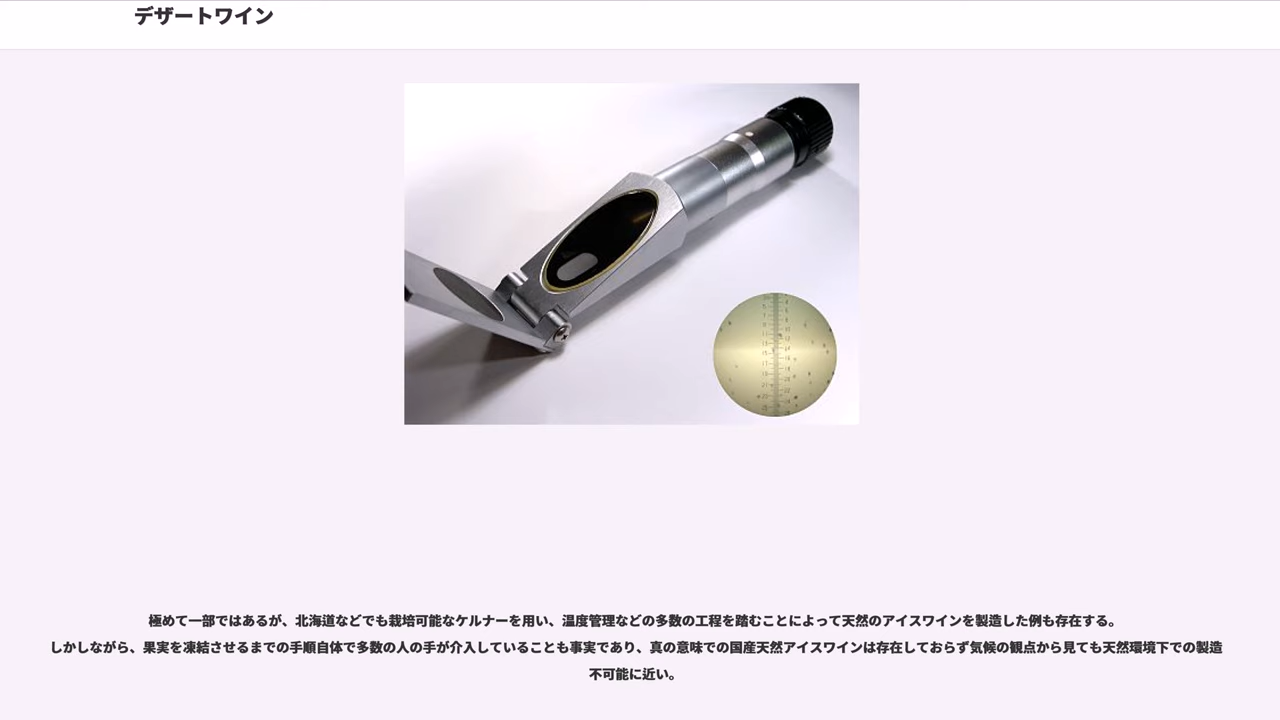 デザートワイン
極めて一部ではあるが、北海道などでも栽培可能なケルナーを用い、温度管理などの多数の工程を踏むことによって天然のアイスワインを製造した例も存在する。
しかしながら、果実を凍結させるまでの手順自体で多数の人の手が介入していることも事実であり、真の意味での国産天然アイスワインは存在しておらず気候の観点から見ても天然環境下での製造
不可能に近い。